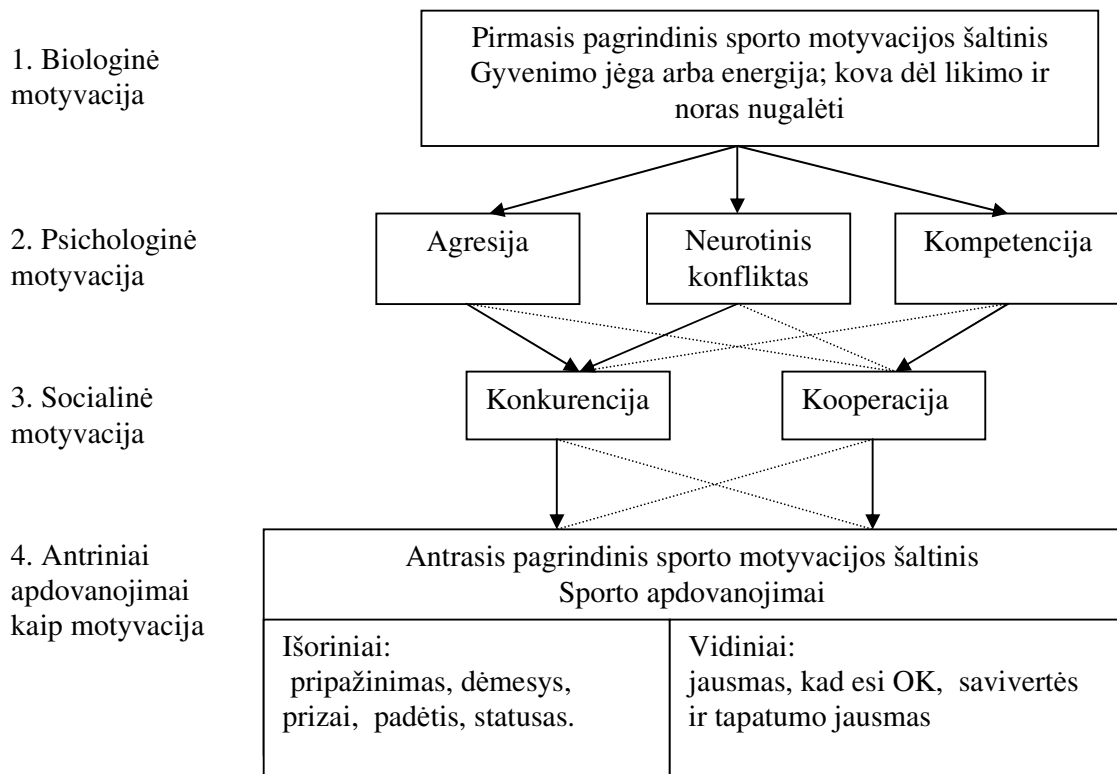 1. Biologinė
motyvacija
Pirmasis pagrindinis sporto motyvacijos šaltinis
Gyvenimo jėga arba energija; kova dėl likimo ir
noras nugalėti
2. Psichologinė
motyvacija
Agresija
Neurotinis
konfliktas
Kompetencija
3. Socialinė
motyvacija
Konkurencija
Kooperacija
4. Antriniai
apdovanojimai
kaip motyvacija
Antrasis pagrindinis sporto motyvacijos šaltinis
Sporto apdovanojimai
Išoriniai:
pripažinimas, dėmesys,
prizai, padėtis, statusas.
Vidiniai:
jausmas, kad esi OK, savivertės
ir tapatumo jausmas